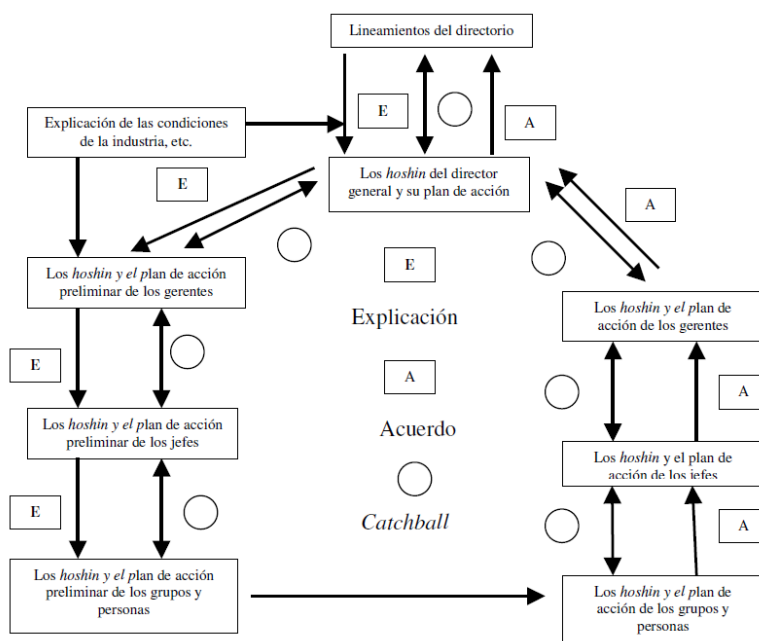 Lineamientos del directorio
E
A
Explicación de las condiciones
de la industria, etc.
E
Los hoshin del director
general y su plan de acción
A
Los hoshin y el plan de acción
preliminar de los gerentes
E
Explicación
Los hoshin y el plan de
acción de los gerentes
E
A
Acuerdo
A
Los hoshin y el plan de acción
preliminar de los jefes
Los hoshin y el plan de
acción de los jefes
E
Catchball
A
Los hoshin y el plan de acción
preliminar de los grupos y
personas
Los hoshin y el plan de
acción de los grupos y
personas